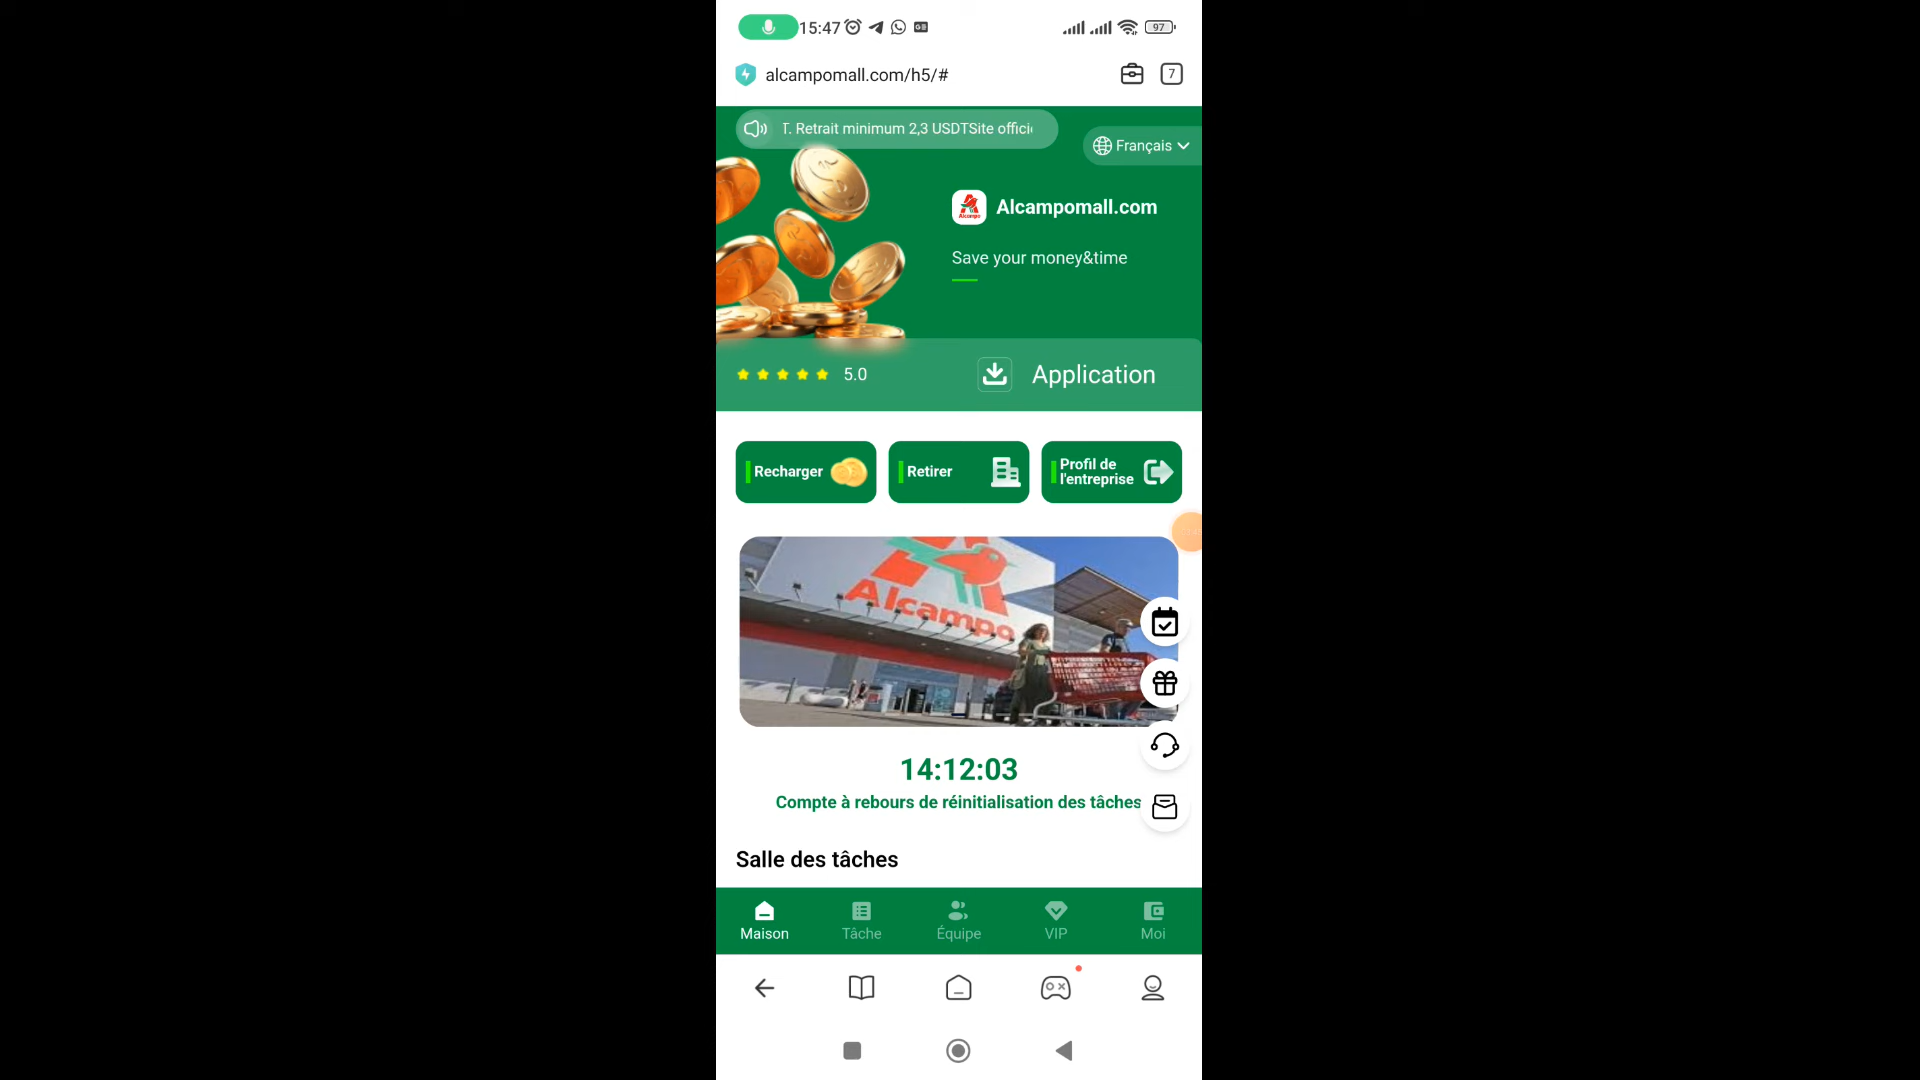 15:47
97
alcampomall.com/h5/#
7
T. Retrait minimum 2,3 USDTSite offici
Français
Alcampo
Alcampomall.com
Save your money&time
5.0
Application
Recharger
Retirer
Profil de
l'entreprise
Alcampo
14:12:03
Compte à rebours de réinitialisation des tâches
Salle des tâches
Maison
Tâche
Équipe
VIP
Moi